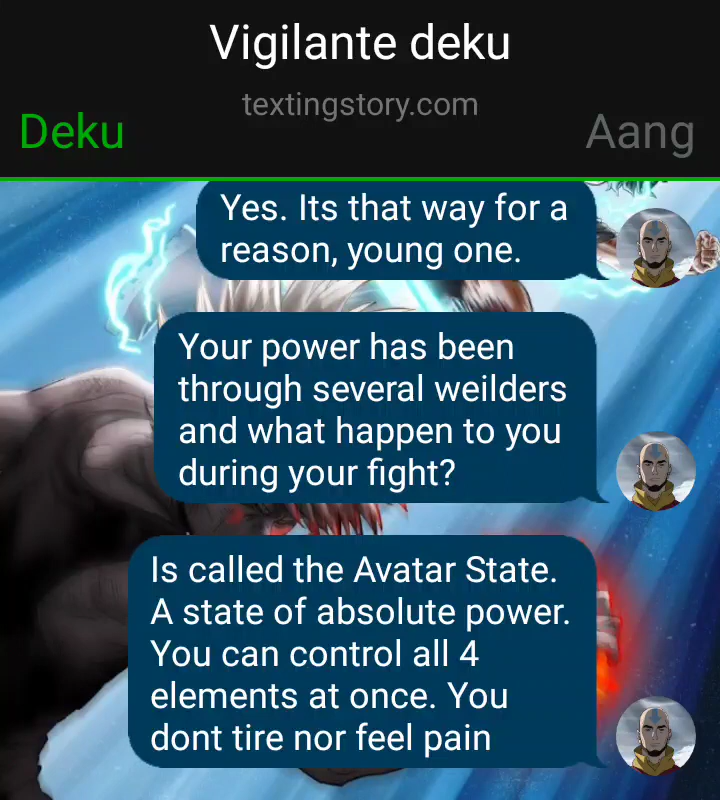 Vigilante deku
textingstory.com
Deku
Aang
Yes. Its that way for a
reason, young one.
Your power has been
through several weilders
and what happen to you
during your fight?
Is called the Avatar State.
A state of absolute power.
You can control all 4
elements at once. You
dont tire nor feel pain